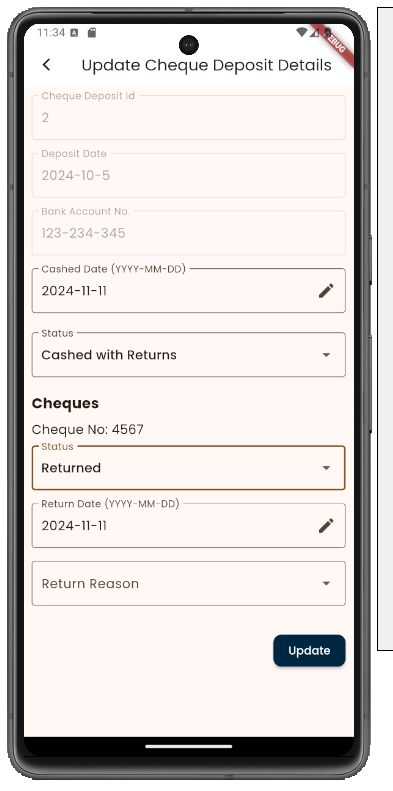 11:34
DEBUG
Update Cheque Deposit Details
Cheque Deposit Id
2
Deposit Date
2024-10-5
Bank Account No.
123-234-345
Cashed Date (YYYY-MM-DD)
2024-11-11
Status
Cashed with Returns
Cheques
Cheque No: 4567
Status
Returned
Return Date (YYYY-MM-DD)
2024-11-11
Return Reason
Update